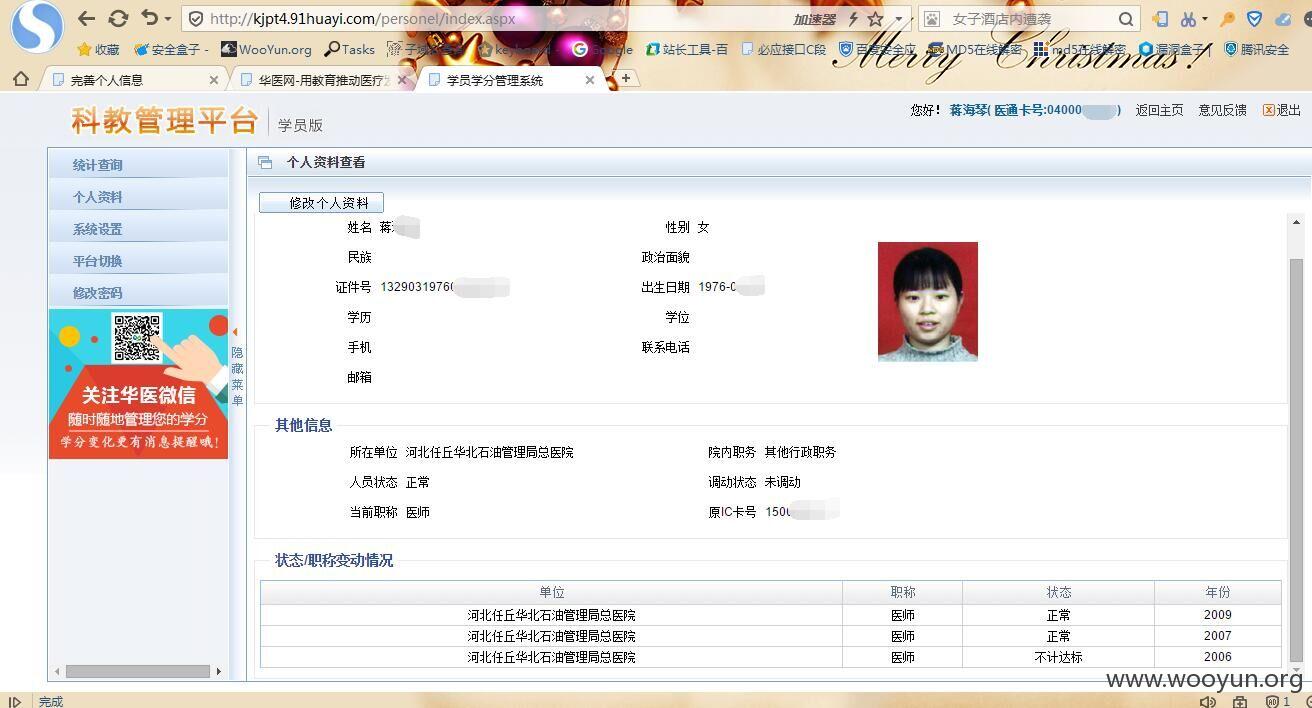 http://kjpt4.91huayi.com/personel/index.aspx 加速器 女子酒店内遭袭
收藏 安全盒子 - WooYun.org Tasks 站长工具-百 必应接口C段 MD5在线解密 md5在线解密 漏洞盒子 腾讯安全
Merry Christmas!
完善个人信息 华医网-用教育推动医疗 学员学分管理系统
科教管理平台 学员版
您好! 蒋海琴( 医通卡号:04000 ) 返回主页 意见反馈 退出
统计查询
个人资料
系统设置
平台切换
修改密码
关注华医微信
随时随地管理您的学分
学分变化更有消息提醒哦!
隐藏菜单
个人资料查看
修改个人资料
姓名 蒋 性别 女
民族 政治面貌
证件号 1329031976 出生日期 1976-
学历 学位
手机 联系电话
邮箱
其他信息
所在单位 河北任丘华北石油管理局总医院 院内职务 其他行政职务
人员状态 正常 调动状态 未调动
当前职称 医师 原IC卡号 150
状态/职称变动情况
单位 职称 状态 年份
河北任丘华北石油管理局总医院 医师 正常 2009
河北任丘华北石油管理局总医院 医师 正常 2007
河北任丘华北石油管理局总医院 医师 不计达标 2006
www.wooyun.org
完成 1